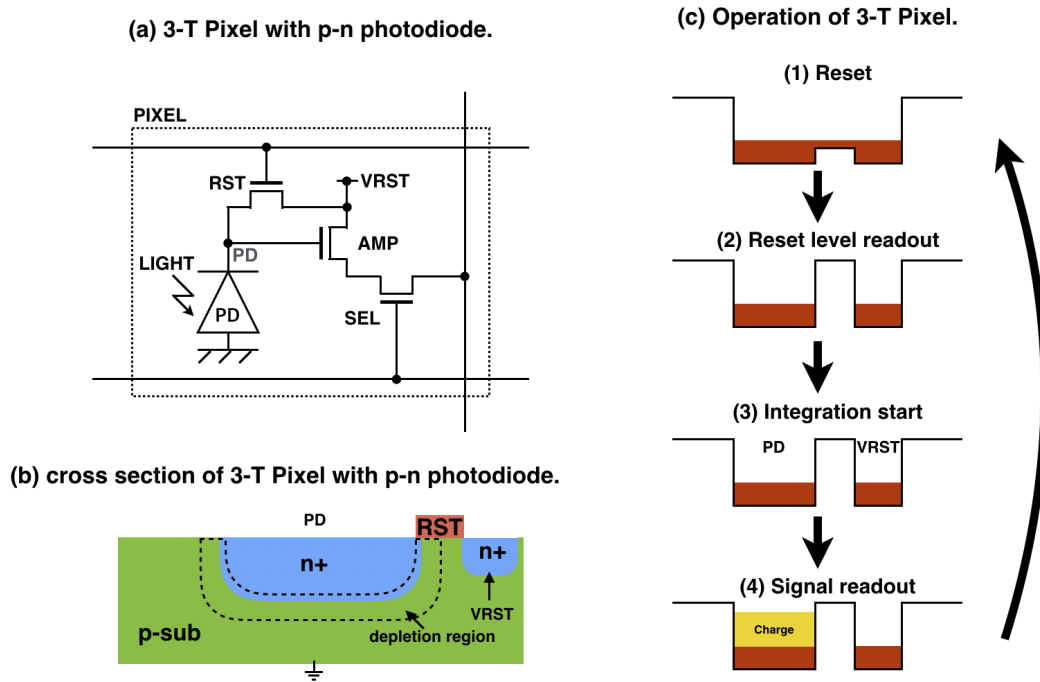 (a) 3-T Pixel with p-n photodiode.
PIXEL
RST
VRST
AMP
PD
LIGHT
PD
SEL
(b) cross section of 3-T Pixel with p-n photodiode.
PD
RST
n+
n+
VRST
depletion region
p-sub
(c) Operation of 3-T Pixel.
(1) Reset
(2) Reset level readout
(3) Integration start
PD
VRST
(4) Signal readout
Charge